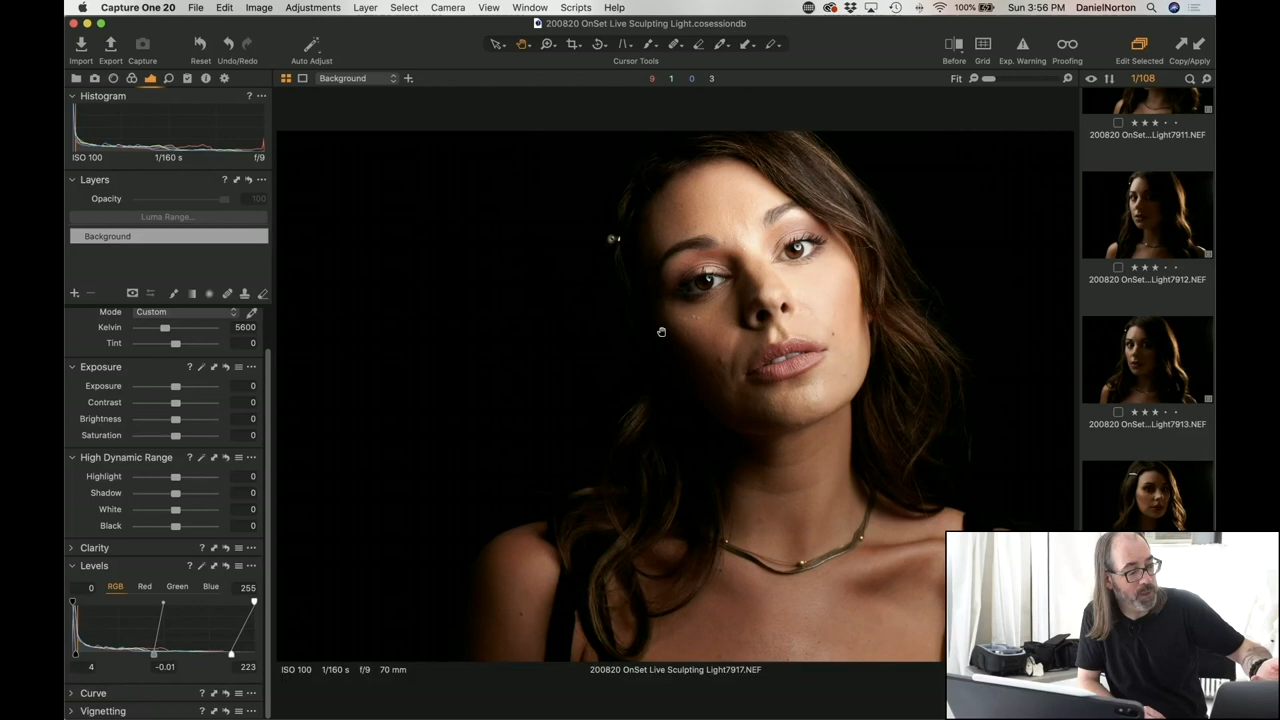 Capture One 20 File Edit View Adjustments Image Layer Select Camera View Window Scripts Help 100% Sun 3:56 PM DanielNorton
200820 OnSet Live Sculpting Light.cosessiondb
Import Export Capture Reset Undo/Redo Auto Adjust Cursor Tools Before Grid Exp. Warning Proofing Edit Selected Copy/Apply
Background 9 1 0 3 Fit 1/108
Histogram ? ...
ISO 100 1/160 s f/9
Layers ? ...
Opacity 100
Luma Range...
Background
Mode Custom
Kelvin 5600
Tint 0
Exposure ? ...
Exposure 0
Contrast 0
Brightness 0
Saturation 0
High Dynamic Range ? ...
Highlight 0
Shadow 0
White 0
Black 0
Clarity ? ...
Levels ? ...
0 RGB Red Green Blue 255
4 -0.01 223
Curve ? ...
Vignetting ? ...
ISO 100 1/160 s f/9 70 mm 200820 OnSet Live Sculpting Light7917.NEF
200820 OnSet...Light7911.NEF
200820 OnSet...Light7912.NEF
200820 OnSet...Light7913.NEF